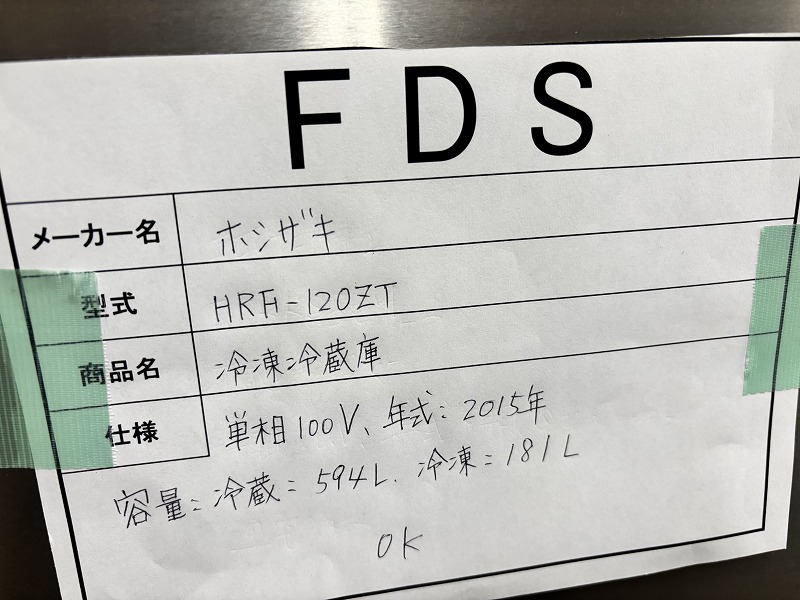 FDS
メーカー名 ホシザキ
型式 HRF-120ZT
商品名 冷凍冷蔵庫
仕様 単相100V、年式:2015年
容量:冷蔵:594L. 冷凍:181L
OK